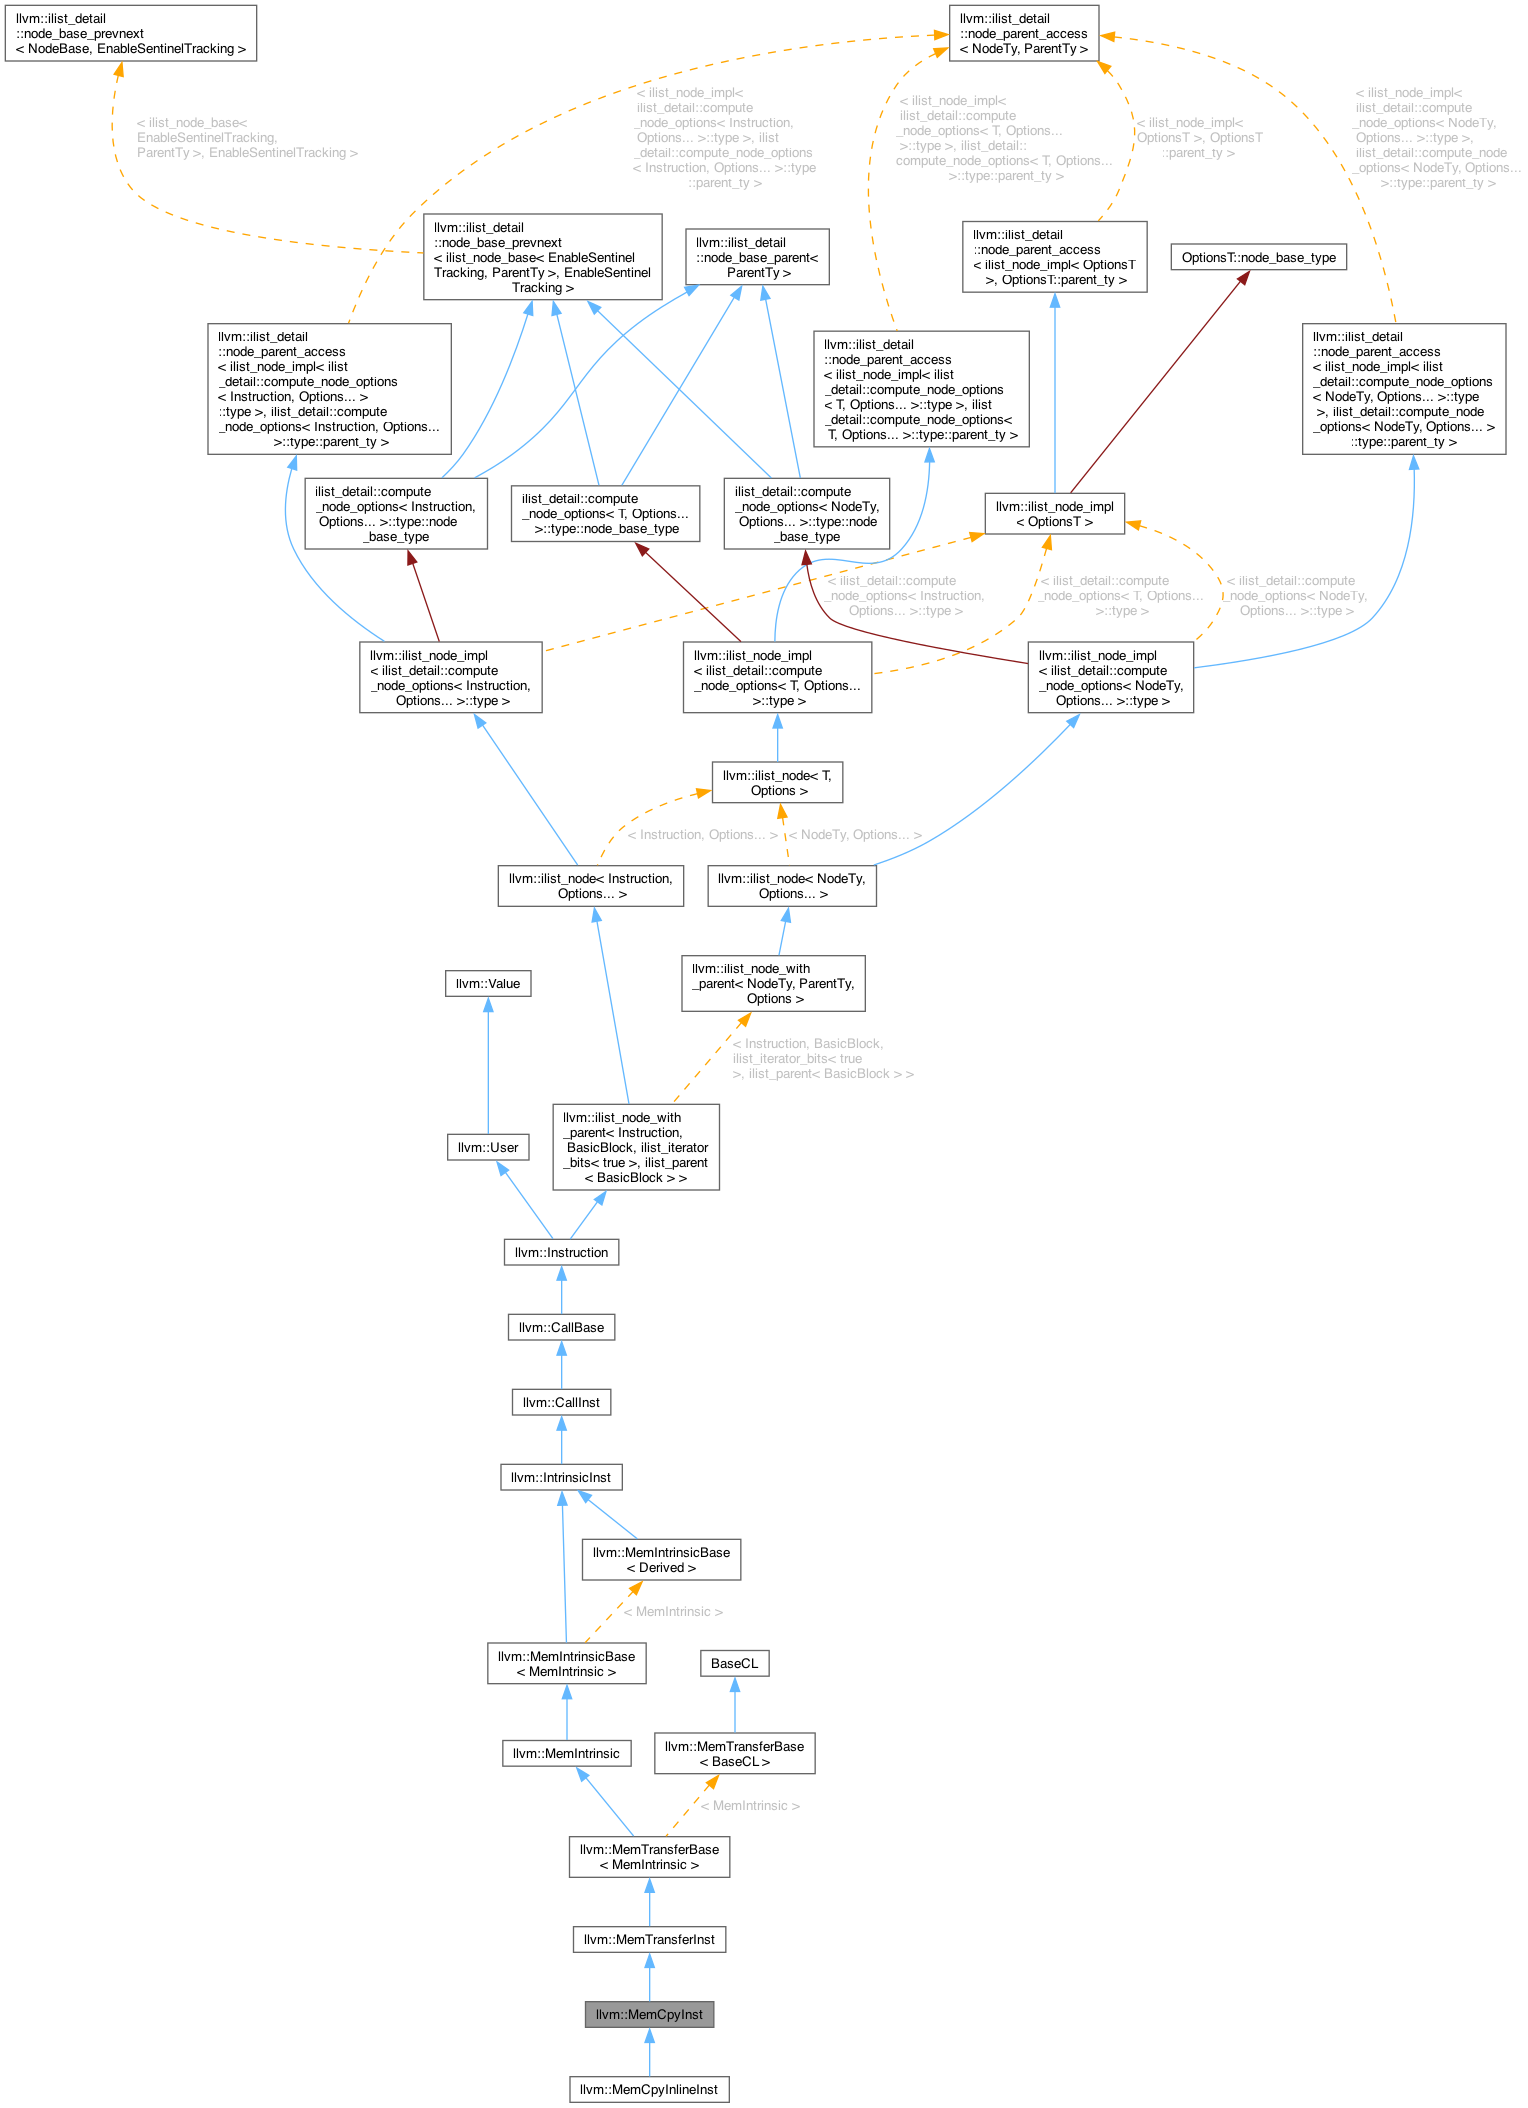 llvm::ilist_detail
::node_base_prevnext
< NodeBase, EnableSentinelTracking >
llvm::ilist_detail
::node_parent_access
< NodeTy, ParentTy >
< ilist_node_base<
EnableSentinelTracking,
ParentTy >, EnableSentinelTracking >
< ilist_node_impl<
ilist_detail::compute
_node_options< Instruction,
Options... >::type >, ilist
_detail::compute_node_options
< Instruction, Options... >::type
::parent_ty >
< ilist_node_impl<
ilist_detail::compute
_node_options< T, Options...
>::type >, ilist_detail::
compute_node_options< T, Options...
>::type::parent_ty >
< ilist_node_impl<
OptionsT >, OptionsT
::parent_ty >
< ilist_node_impl<
ilist_detail::compute
_node_options< NodeTy,
Options... >::type >,
ilist_detail::compute_node
_options< NodeTy, Options...
>::type::parent_ty >
llvm::ilist_detail
::node_base_prevnext
< ilist_node_base< EnableSentinel
Tracking, ParentTy >, EnableSentinel
Tracking >
llvm::ilist_detail
::node_base_parent<
ParentTy >
llvm::ilist_detail
::node_parent_access
< ilist_node_impl< OptionsT
>, OptionsT::parent_ty >
OptionsT::node_base_type
llvm::ilist_detail
::node_parent_access
< ilist_node_impl< ilist
_detail::compute_node_options
< Instruction, Options... >
::type >, ilist_detail::compute
_node_options< Instruction, Options...
>::type::parent_ty >
llvm::ilist_detail
::node_parent_access
< ilist_node_impl< ilist
_detail::compute_node_options
< T, Options... >::type >, ilist
_detail::compute_node_options<
T, Options... >::type::parent_ty >
llvm::ilist_detail
::node_parent_access
< ilist_node_impl< ilist
_detail::compute_node_options
< NodeTy, Options... >::type
>, ilist_detail::compute_node
_options< NodeTy, Options... >
::type::parent_ty >
ilist_detail::compute
_node_options< Instruction,
Options... >::type::node
_base_type
ilist_detail::compute
_node_options< T, Options...
>::type::node_base_type
ilist_detail::compute
_node_options< NodeTy,
Options... >::type::node
_base_type
llvm::ilist_node_impl
< OptionsT >
< ilist_detail::compute
_node_options< Instruction,
Options... >::type >
< ilist_detail::compute
_node_options< T, Options...
>::type >
< ilist_detail::compute
_node_options< NodeTy,
Options... >::type >
llvm::ilist_node_impl
< ilist_detail::compute
_node_options< Instruction,
Options... >::type >
llvm::ilist_node_impl
< ilist_detail::compute
_node_options< T, Options...
>::type >
llvm::ilist_node_impl
< ilist_detail::compute
_node_options< NodeTy,
Options... >::type >
llvm::ilist_node< T,
Options >
< Instruction, Options... >
< NodeTy, Options... >
llvm::ilist_node< Instruction,
Options... >
llvm::ilist_node< NodeTy,
Options... >
llvm::Value
llvm::ilist_node_with
_parent< NodeTy, ParentTy,
Options >
< Instruction, BasicBlock,
ilist_iterator_bits< true
>, ilist_parent< BasicBlock > >
llvm::User
llvm::ilist_node_with
_parent< Instruction,
BasicBlock, ilist_iterator
_bits< true >, ilist_parent
< BasicBlock > >
llvm::Instruction
llvm::CallBase
llvm::CallInst
llvm::IntrinsicInst
llvm::MemIntrinsicBase
< Derived >
< MemIntrinsic >
llvm::MemIntrinsicBase
< MemIntrinsic >
BaseCL
llvm::MemIntrinsic
llvm::MemTransferBase
< BaseCL >
< MemIntrinsic >
llvm::MemTransferBase
< MemIntrinsic >
llvm::MemTransferInst
llvm::MemCpyInst
llvm::MemCpyInlineInst